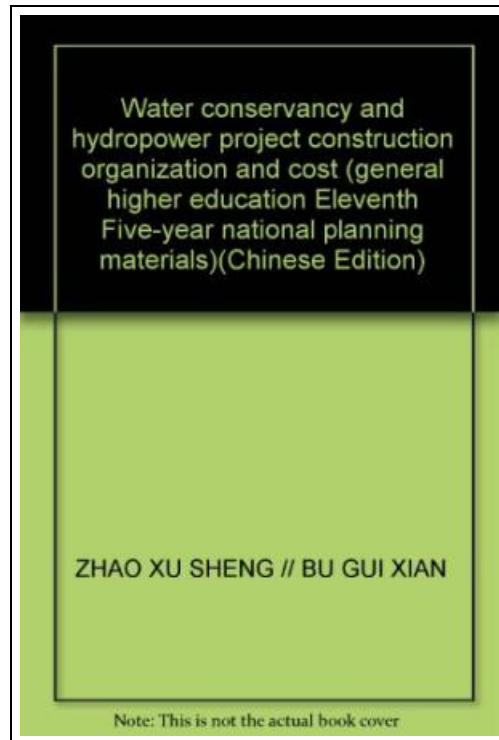 Water conservancy and
hydropower project construction
organization and cost (general
higher education Eleventh
Five-year national planning
materials)(Chinese Edition)
ZHAO XU SHENG // BU GUI XIAN
Note: This is not the actual book cover